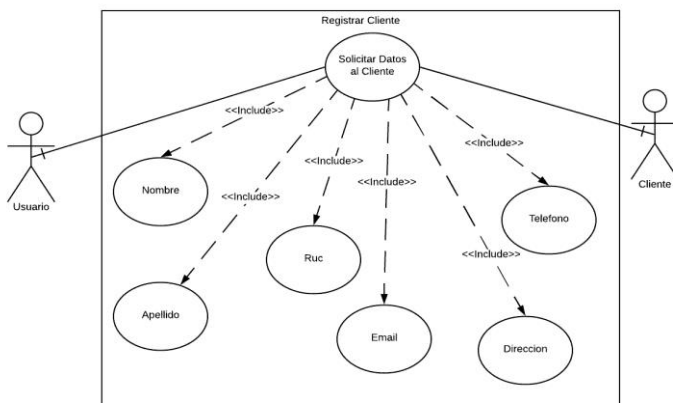 Registrar Cliente
Solicitar Datos
al Cliente
<<Include>>
<<Include>>
<<Include>>
<<Include>>
<<Include>>
<<Include>>
Usuario
Cliente
Nombre
Telefono
Ruc
Apellido
Email
Direccion